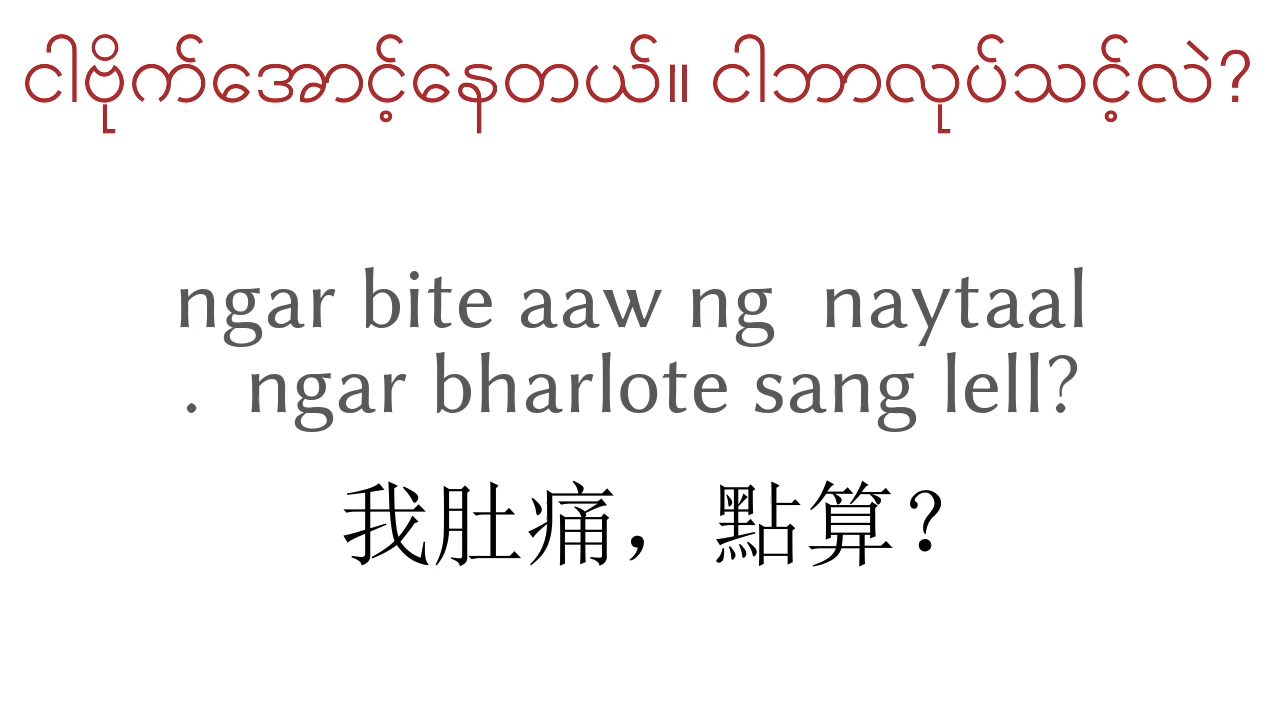 ငါဗိုက်အောင့်နေတယ်။ ငါဘာလုပ်သင့်လဲ?
ngar bite aaw ng  naytaal
.  ngar bharlote sang lell?
我肚痛，點算？